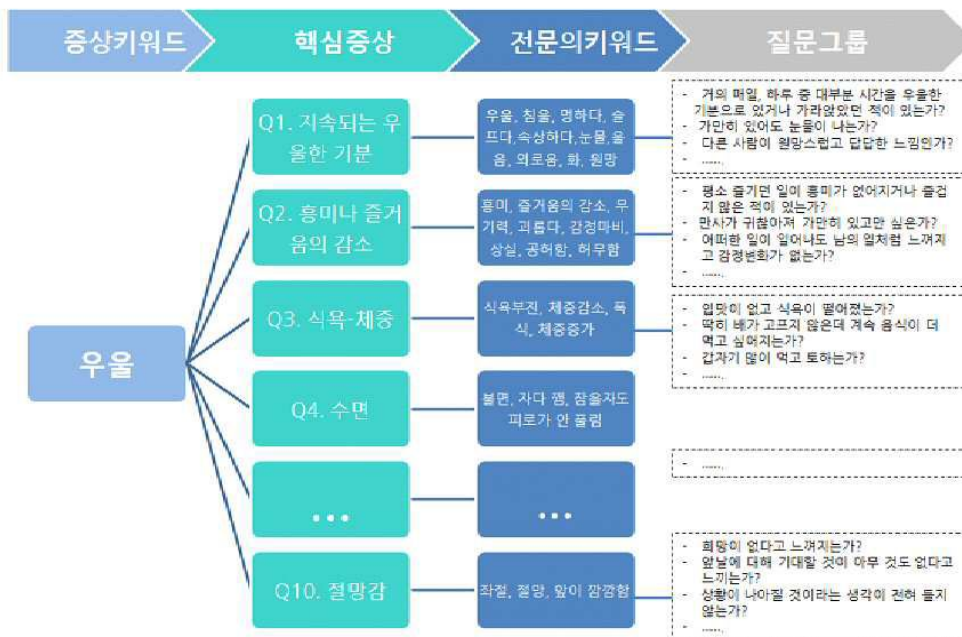 증상키워드
핵심증상
전문의키워드
질문그룹
우울
Q1. 지속되는 우
울한 기분
우울, 침울, 멍하다, 슬
프다,속상하다,눈물,울
음, 외로움, 화, 원망
- 거의 매일, 하루 중 대부분 시간을 우울한
기분으로 있거나 가라앉았던 적이 있는가?
- 가만히 있어도 눈물이 나는가?
- 다른 사람이 원망스럽고 답답한 느낌인가?
- ......
Q2. 흥미나 즐거
움의 감소
흥미, 즐거움의 감소, 무
기력, 괴롭다, 감정마비,
상실, 공허함, 허무함
- 평소 즐기던 일이 흥미가 없어지거나 즐겁
지 않은 적이 있는가?
- 만사가 귀찮아져 가만히 있고만 싶은가?
- 어떠한 일이 일어나도 남의 일처럼 느껴지
고 감정변화가 없는가?
- ......
Q3. 식욕-체중
식욕부진, 체중감소, 폭
식, 체중증가
- 입맛이 없고 식욕이 떨어졌는가?
- 딱히 배가 고프지 않은데 계속 음식이 더
먹고 싶어지는가?
- 갑자기 많이 먹고 토하는가?
- ......
Q4. 수면
불면, 자다 깸, 잠을자도
피로가 안 풀림
...
...
- ......
Q10. 절망감
좌절, 절망, 앞이 깜깜함
- 희망이 없다고 느껴지는가?
- 앞날에 대해 기대할 것이 아무 것도 없다고
느끼는가?
- 상황이 나아질 것이라는 생각이 전혀 들지
않는가?
- ......